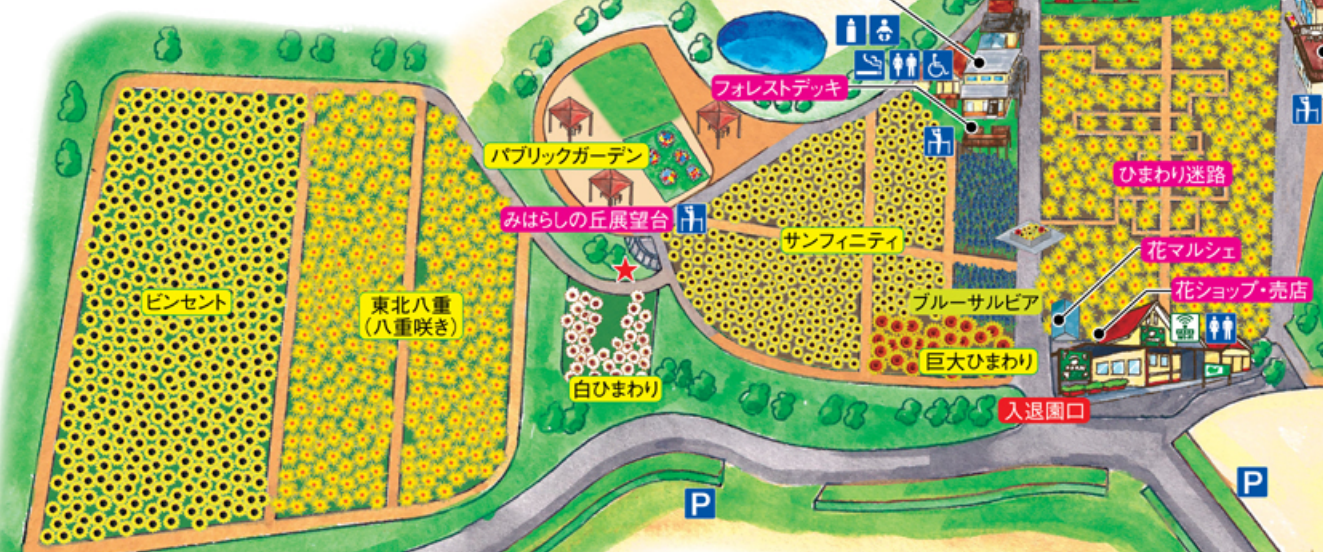 フォレストデッキ
パブリックガーデン
ひまわり迷路
みはらしの丘展望台
サンフィニティ
花マルシェ
ビンセント
東北八重
(八重咲き)
ブルーサルビア
花ショップ・売店
巨大ひまわり
白ひまわり
入退園口
P
P